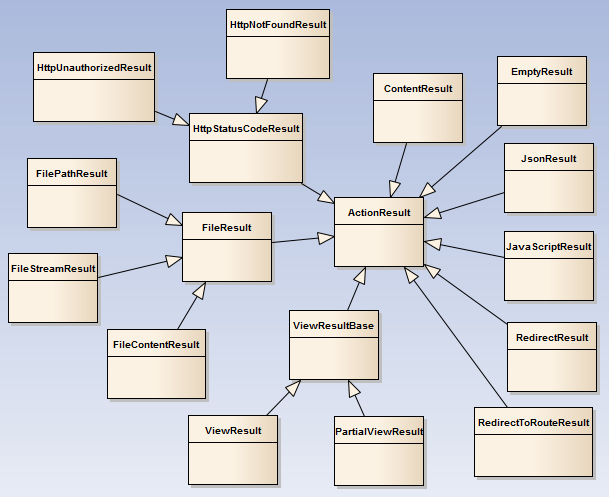 HttpNotFoundResult
HttpUnauthorizedResult
ContentResult
EmptyResult
HttpStatusCodeResult
JsonResult
FilePathResult
FileResult
ActionResult
JavaScriptResult
FileStreamResult
ViewResultBase
RedirectResult
FileContentResult
ViewResult
PartialViewResult
RedirectToRouteResult